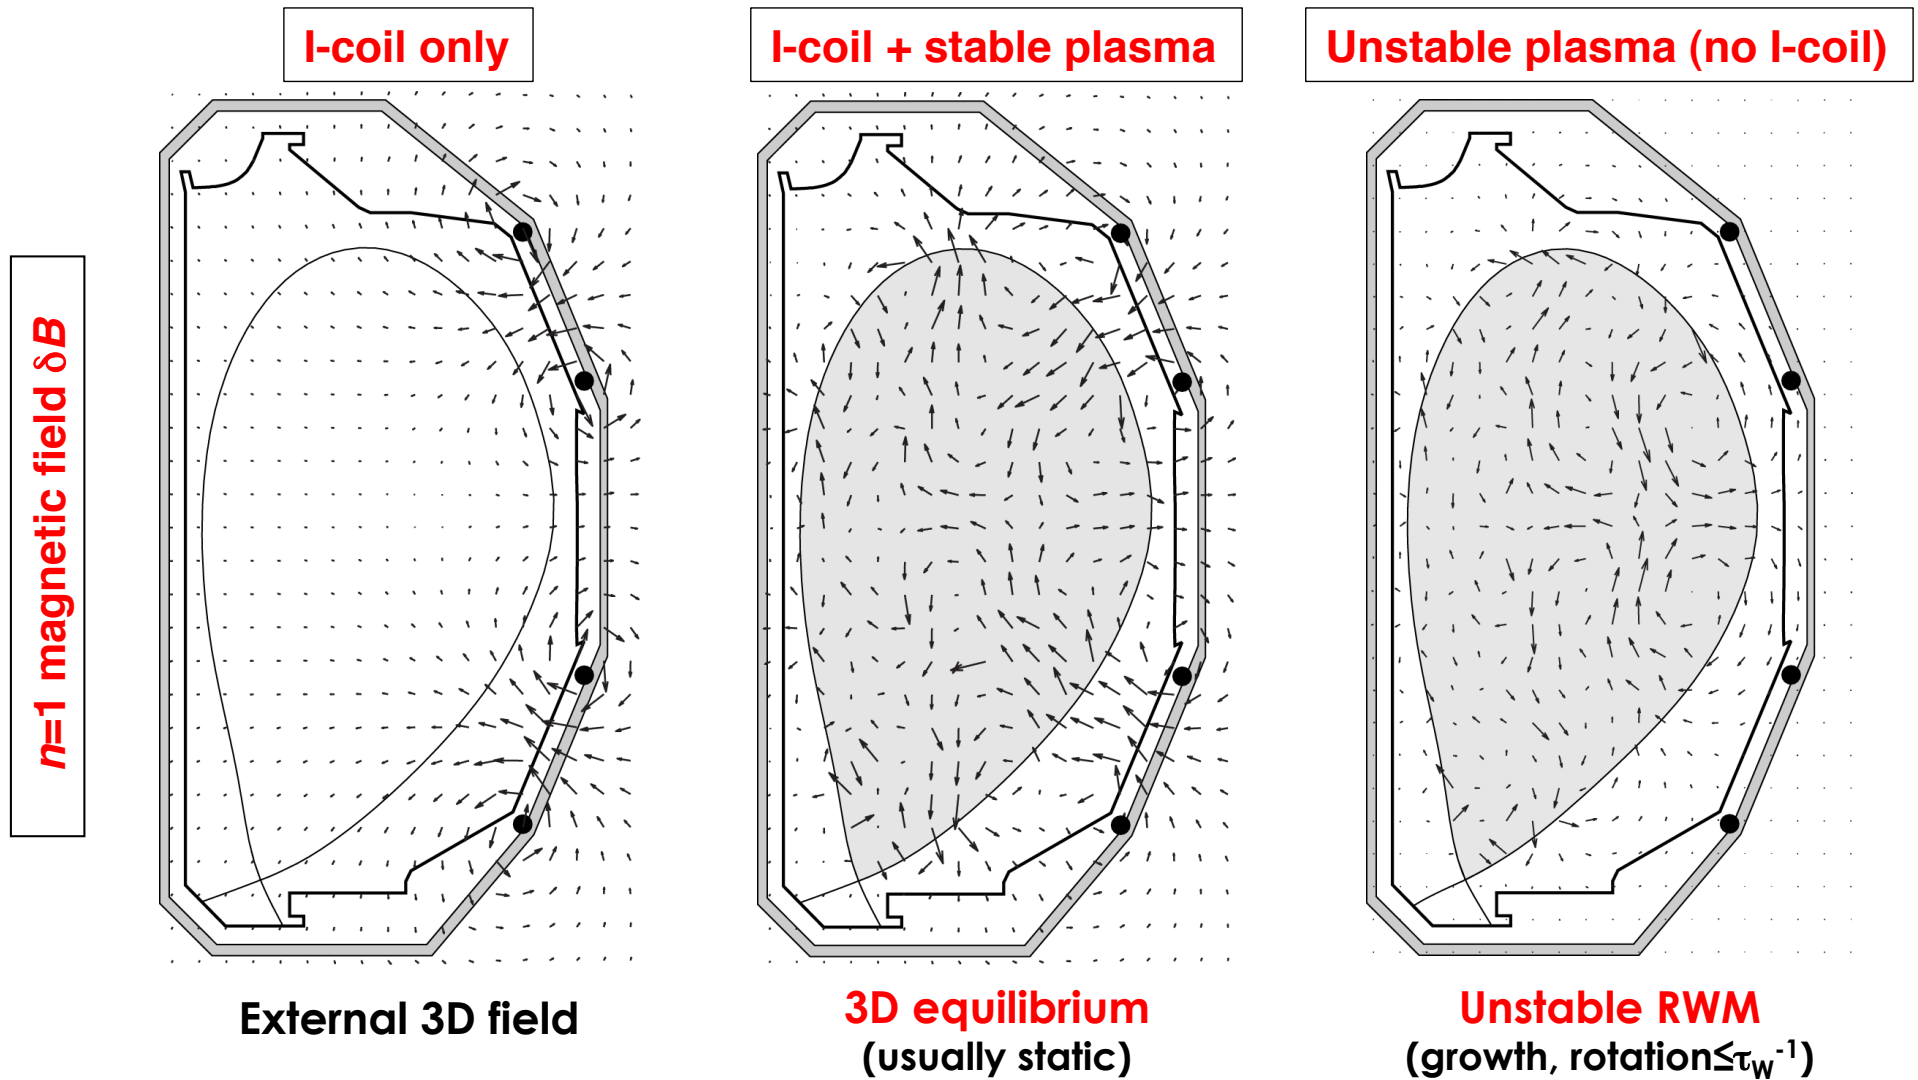 I-coil only
I-coil + stable plasma
Unstable plasma (no I-coil)
n=1 magnetic field δB
External 3D field
3D equilibrium
(usually static)
Unstable RWM
(growth, rotation≤τ_W^-1)